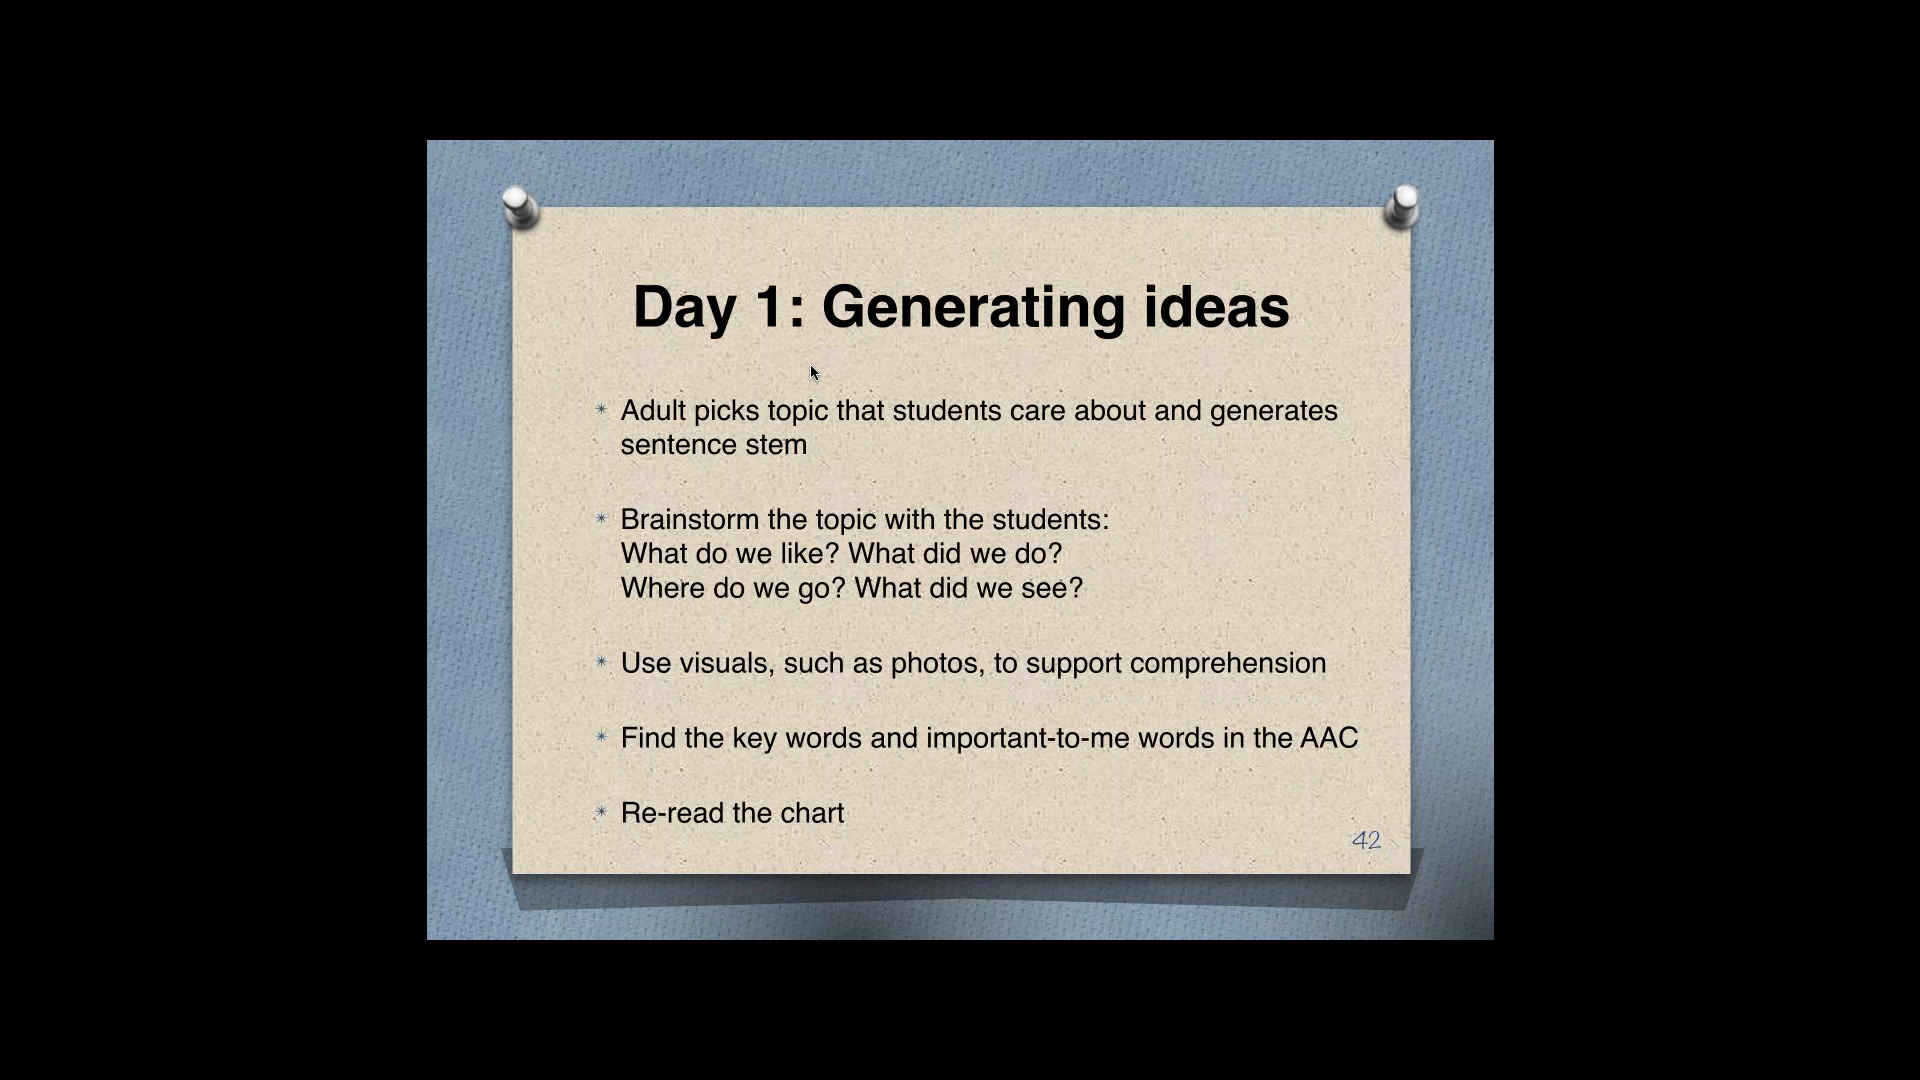 Day 1: Generating ideas
Adult picks topic that students care about and generates
sentence stem
Brainstorm the topic with the students:
What do we like? What did we do?
Where do we go? What did we see?
Use visuals, such as photos, to support comprehension
Find the key words and important-to-me words in the AAC
Re-read the chart
42